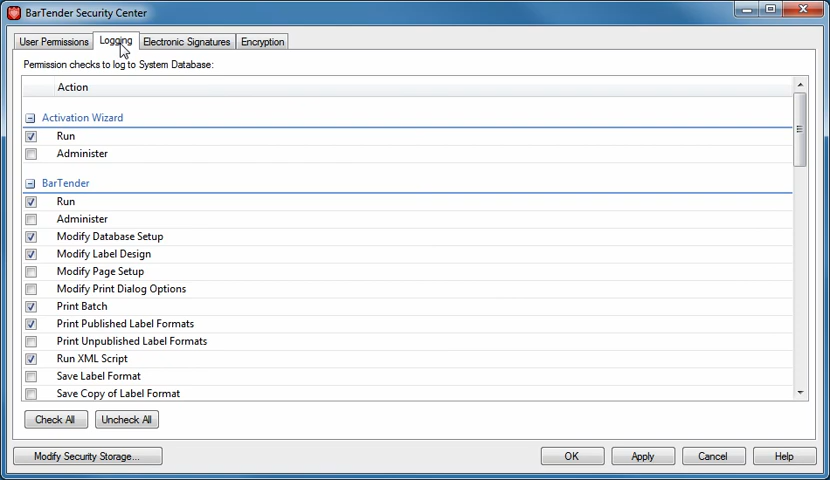 BarTender Security Center
User Permissions Logging Electronic Signatures Encryption
Permission checks to log to System Database:
Action
Activation Wizard
Run
Administer
BarTender
Run
Administer
Modify Database Setup
Modify Label Design
Modify Page Setup
Modify Print Dialog Options
Print Batch
Print Published Label Formats
Print Unpublished Label Formats
Run XML Script
Save Label Format
Save Copy of Label Format
Check All Uncheck All
Modify Security Storage... OK Apply Cancel Help